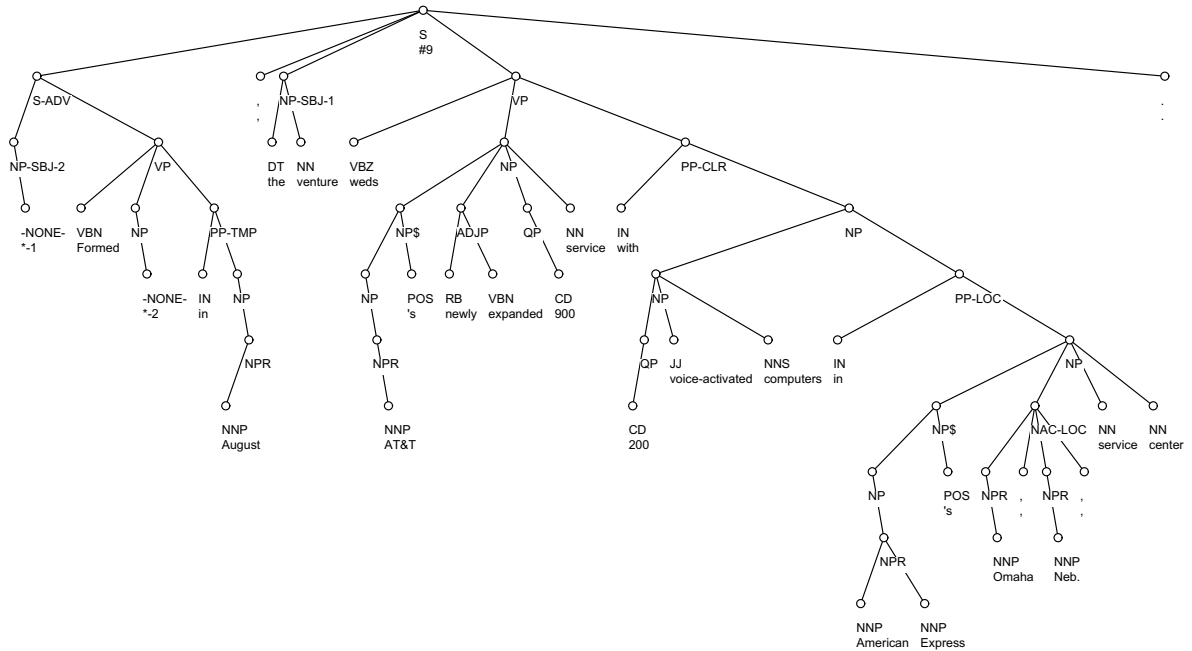 S
#9
S-ADV , NP-SBJ-1 VP .
, .
NP-SBJ-2 VP DT NN VBZ NP PP-CLR
the venture weds
-NONE- VBN NP PP-TMP NP$ ADJP QP NN IN NP
*-1 Formed service with
-NONE- IN NP NP POS RB VBN CD NP PP-LOC
*-2 in 's newly expanded 900
NPR NPR QP JJ NNS IN NP
voice-activated computers in
NNP NNP CD NP$ NAC-LOC NN NN
August AT&T 200 service center
NP POS NPR , NPR ,
's , ,
NPR NNP NNP
Omaha Neb.
NNP NNP
American Express